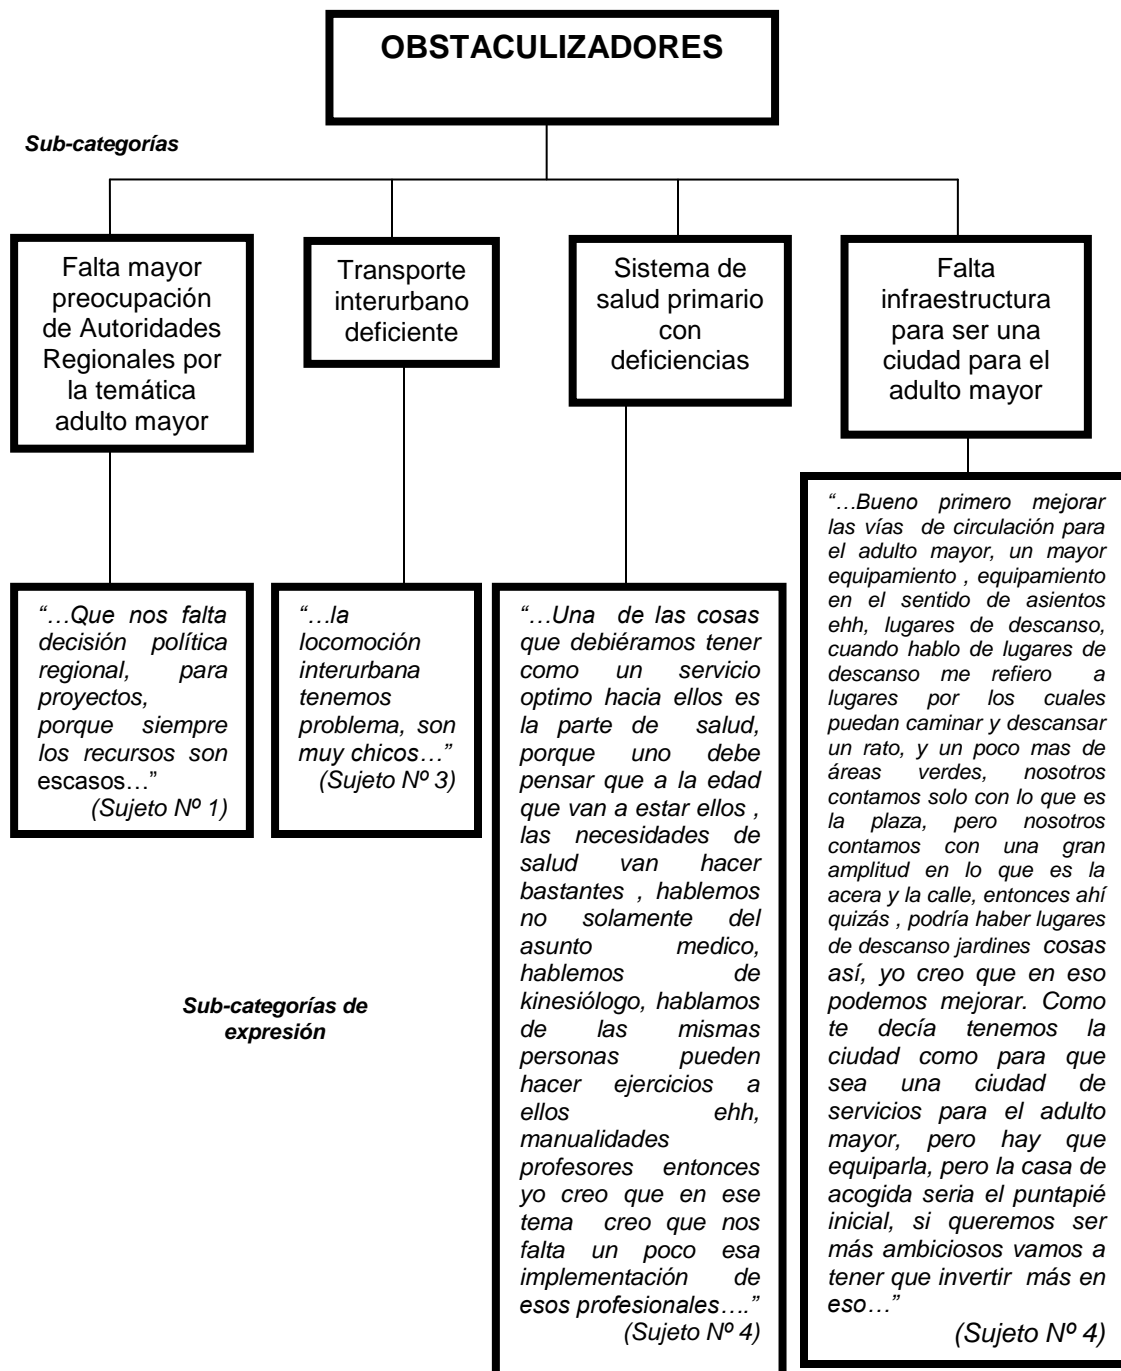 OBSTACULIZADORES
Sub-categorías
Falta mayor
preocupación
de Autoridades
Regionales por
la temática
adulto mayor
Transporte
interurbano
deficiente
Sistema de
salud primario
con
deficiencias
Falta
infraestructura
para ser una
ciudad para el
adulto mayor
“…Que nos falta
decisión política
regional, para
proyectos,
porque siempre
los recursos son
escasos…”
(Sujeto Nº 1)
“…la
locomoción
interurbana
tenemos
problema, son
muy chicos…”
(Sujeto Nº 3)
“…Una de las cosas
que debiéramos tener
como un servicio
optimo hacia ellos es
la parte de salud,
porque uno debe
pensar que a la edad
que van a estar ellos ,
las necesidades de
salud van hacer
bastantes , hablemos
no solamente del
asunto medico,
hablemos de
kinesiólogo, hablamos
de las mismas
personas pueden
hacer ejercicios a
ellos ehh,
manualidades
profesores entonces
yo creo que en ese
tema creo que nos
falta un poco esa
implementación de
esos profesionales….”
(Sujeto Nº 4)
“…Bueno primero mejorar
las vías de circulación para
el adulto mayor, un mayor
equipamiento , equipamiento
en el sentido de asientos
ehh, lugares de descanso,
cuando hablo de lugares de
descanso me refiero a
lugares por los cuales
puedan caminar y descansar
un rato, y un poco mas de
áreas verdes, nosotros
contamos solo con lo que es
la plaza, pero nosotros
contamos con una gran
amplitud en lo que es la
acera y la calle, entonces ahí
quizás , podría haber lugares
de descanso jardines cosas
así, yo creo que en eso
podemos mejorar. Como
te decía tenemos la
ciudad como para que
sea una ciudad de
servicios para el adulto
mayor, pero hay que
equiparla, pero la casa de
acogida seria el puntapié
inicial, si queremos ser
más ambiciosos vamos a
tener que invertir más en
eso…”
(Sujeto Nº 4)
Sub-categorías de
expresión